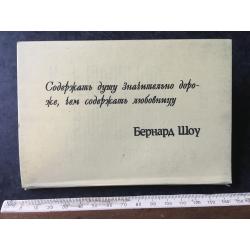 Содержать душу значительно доро-
же, чем содержать любовницу
Бернард Шоу